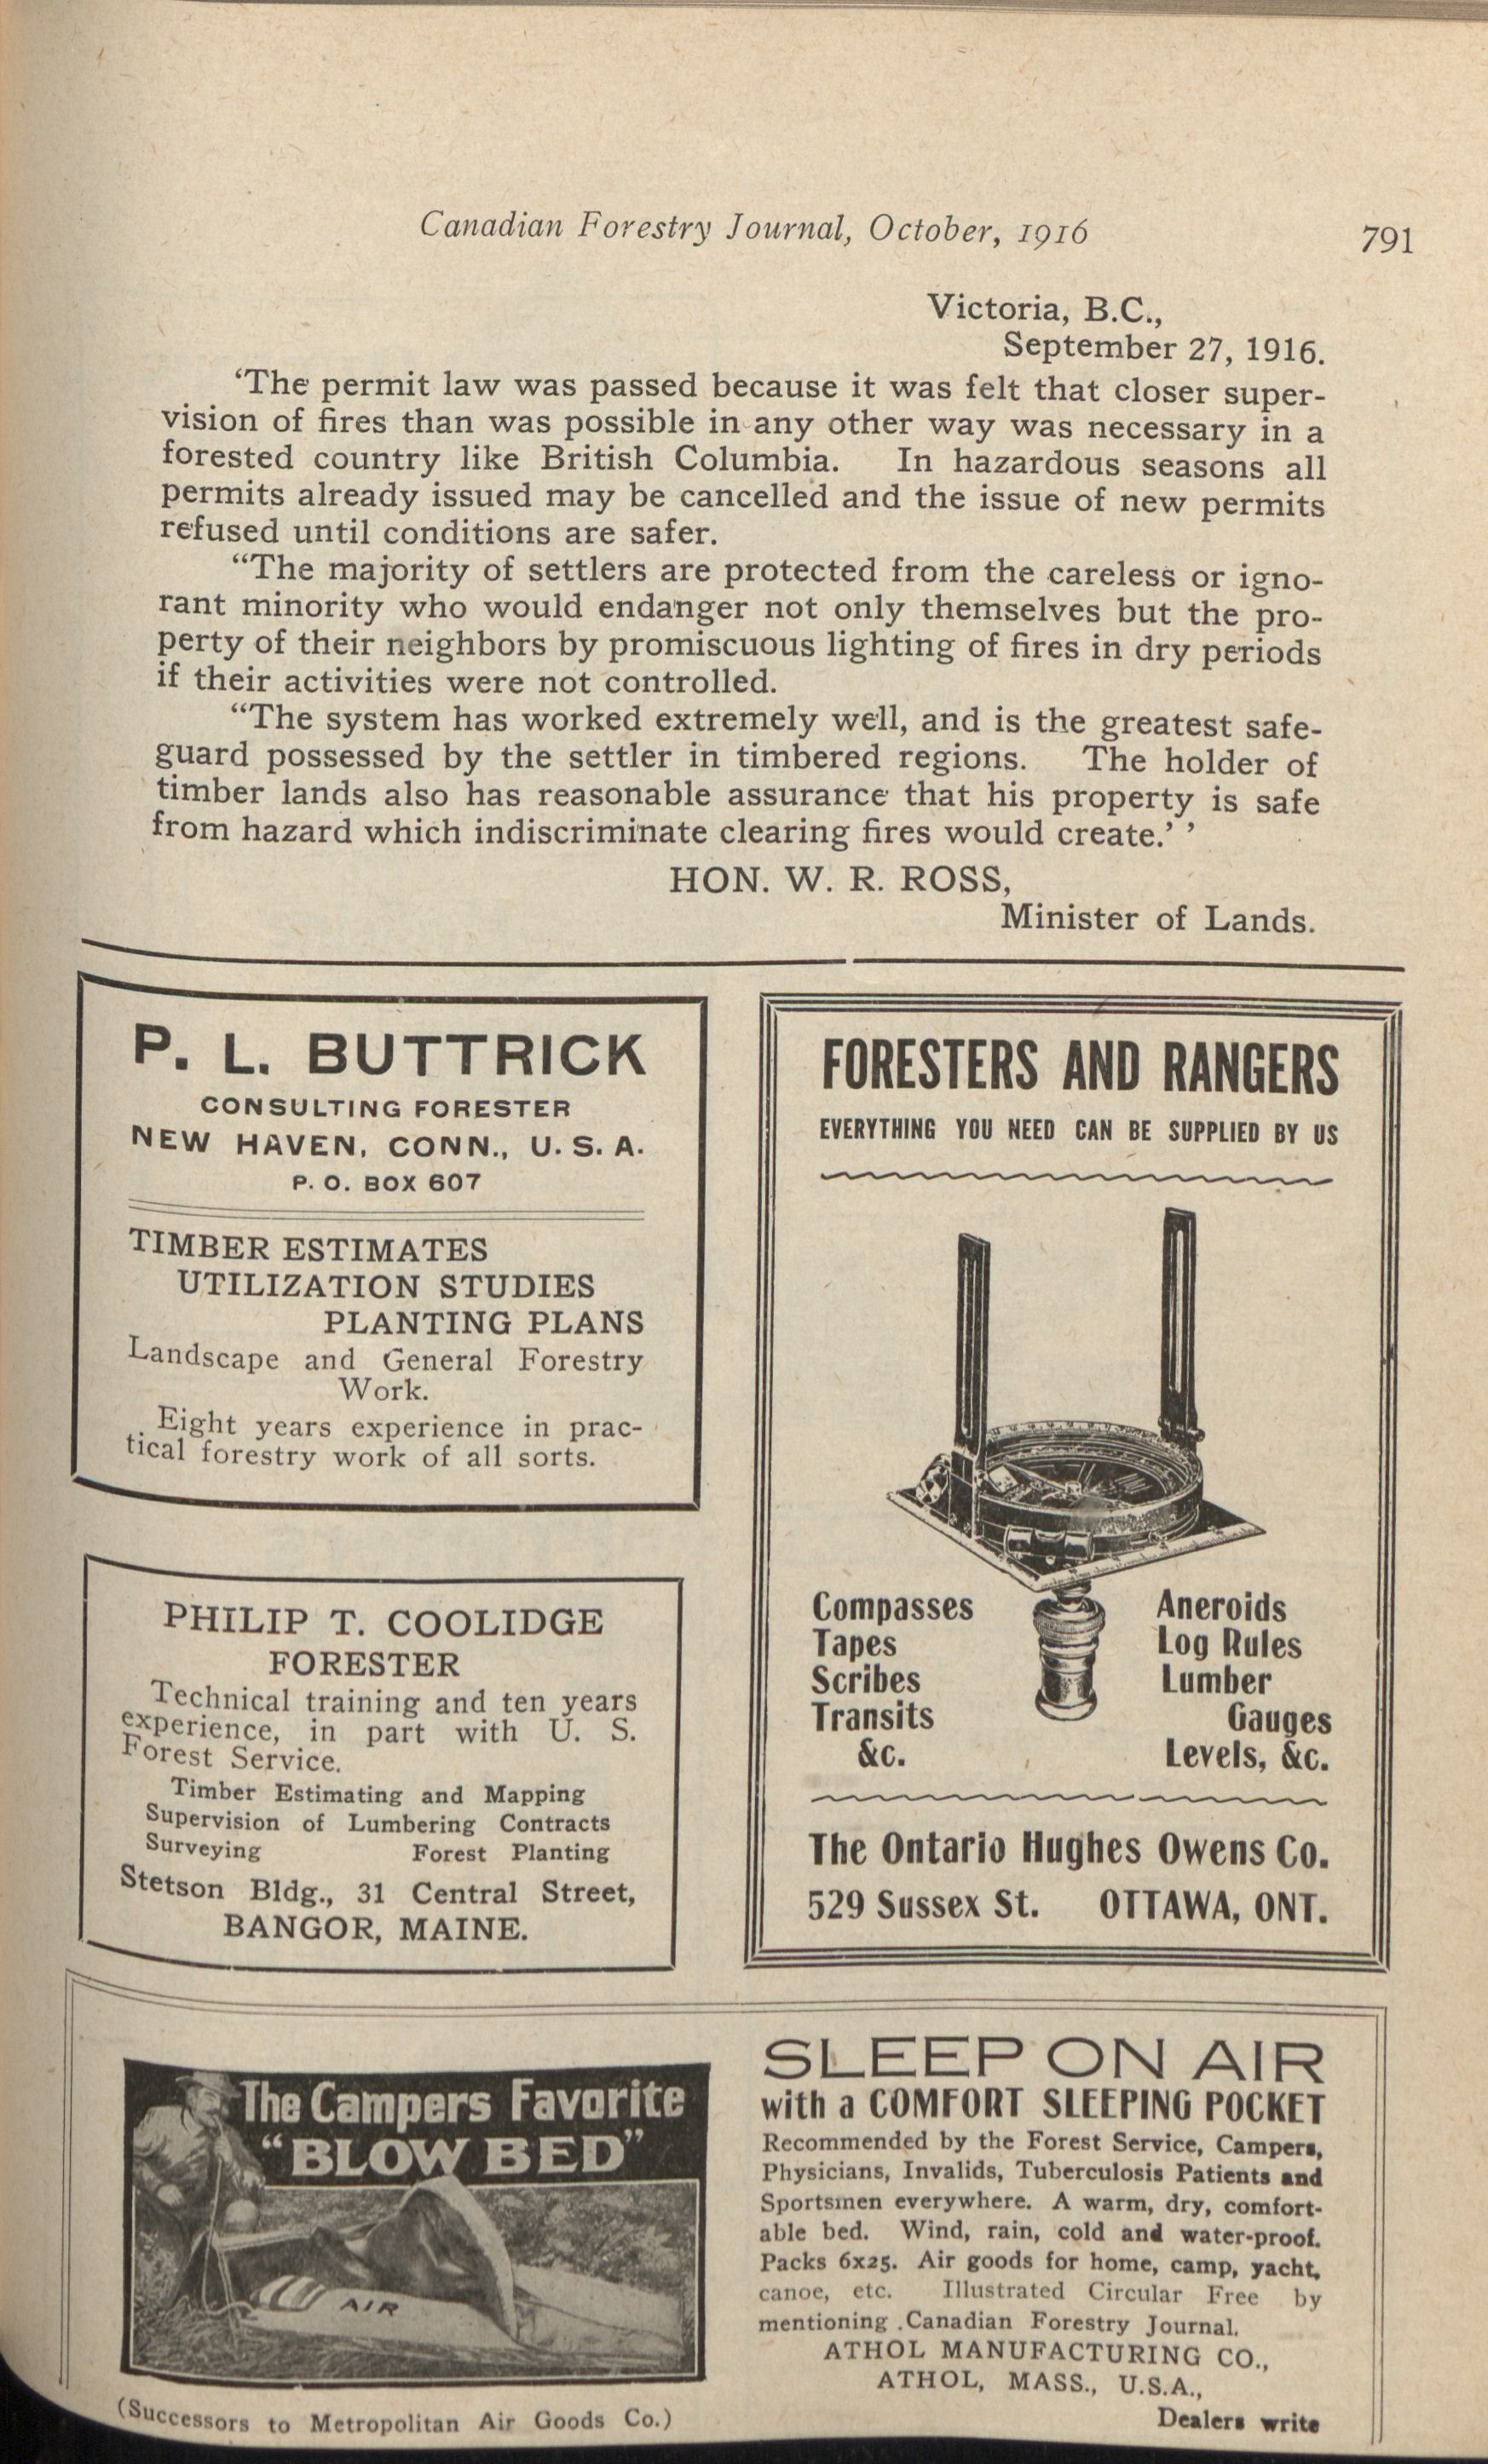 Canadian Forestry Journal, October, 1916
791
Victoria, B.C.,
September 27, 1916.
‘The permit law was passed because it was felt that closer super-
vision of fires than was possible in any other way was necessary in a
forested country like British Columbia. In hazardous seasons all
permits already issued may be cancelled and the issue of new permits
refused until conditions are safer.
“The majority of settlers are protected from the careless or igno-
rant minority who would endanger not only themselves but the pro-
perty of their neighbors by promiscuous lighting of fires in dry periods
if their activities were not controlled.
“The system has worked extremely well, and is the greatest safe-
guard possessed by the settler in timbered regions. The holder of
timber lands also has reasonable assurance that his property is safe
from hazard which indiscriminate clearing fires would create.’ ’
HON. W. R. ROSS,
Minister of Lands.
P. L. BUTTRICK
CONSULTING FORESTER
NEW HAVEN, CONN., U. S. A.
P. O. BOX 607
TIMBER ESTIMATES
UTILIZATION STUDIES
PLANTING PLANS
Landscape and General Forestry
Work.
Eight years experience in prac-
tical forestry work of all sorts.
PHILIP T. COOLIDGE
FORESTER
Technical training and ten years
experience, in part with U. S.
Forest Service.
Timber Estimating and Mapping
Supervision of Lumbering Contracts
Surveying Forest Planting
Stetson Bldg., 31 Central Street,
BANGOR, MAINE.
FORESTERS AND RANGERS
EVERYTHING YOU NEED CAN BE SUPPLIED BY US
Compasses
Tapes
Scribes
Transits
&c.
Aneroids
Log Rules
Lumber
Gauges
Levels, &c.
The Ontario Hughes Owens Co.
529 Sussex St. OTTAWA, ONT.
The Campers Favorite
“BLOW BED”
AIR
(Successors to Metropolitan Air Goods Co.)
SLEEP ON AIR
with a COMFORT SLEEPING POCKET
Recommended by the Forest Service, Campers,
Physicians, Invalids, Tuberculosis Patients and
Sportsmen everywhere. A warm, dry, comfort-
able bed. Wind, rain, cold and water-proof.
Packs 6x25. Air goods for home, camp, yacht,
canoe, etc. Illustrated Circular Free by
mentioning Canadian Forestry Journal.
ATHOL MANUFACTURING CO.,
ATHOL, MASS., U.S.A.,
Dealers write